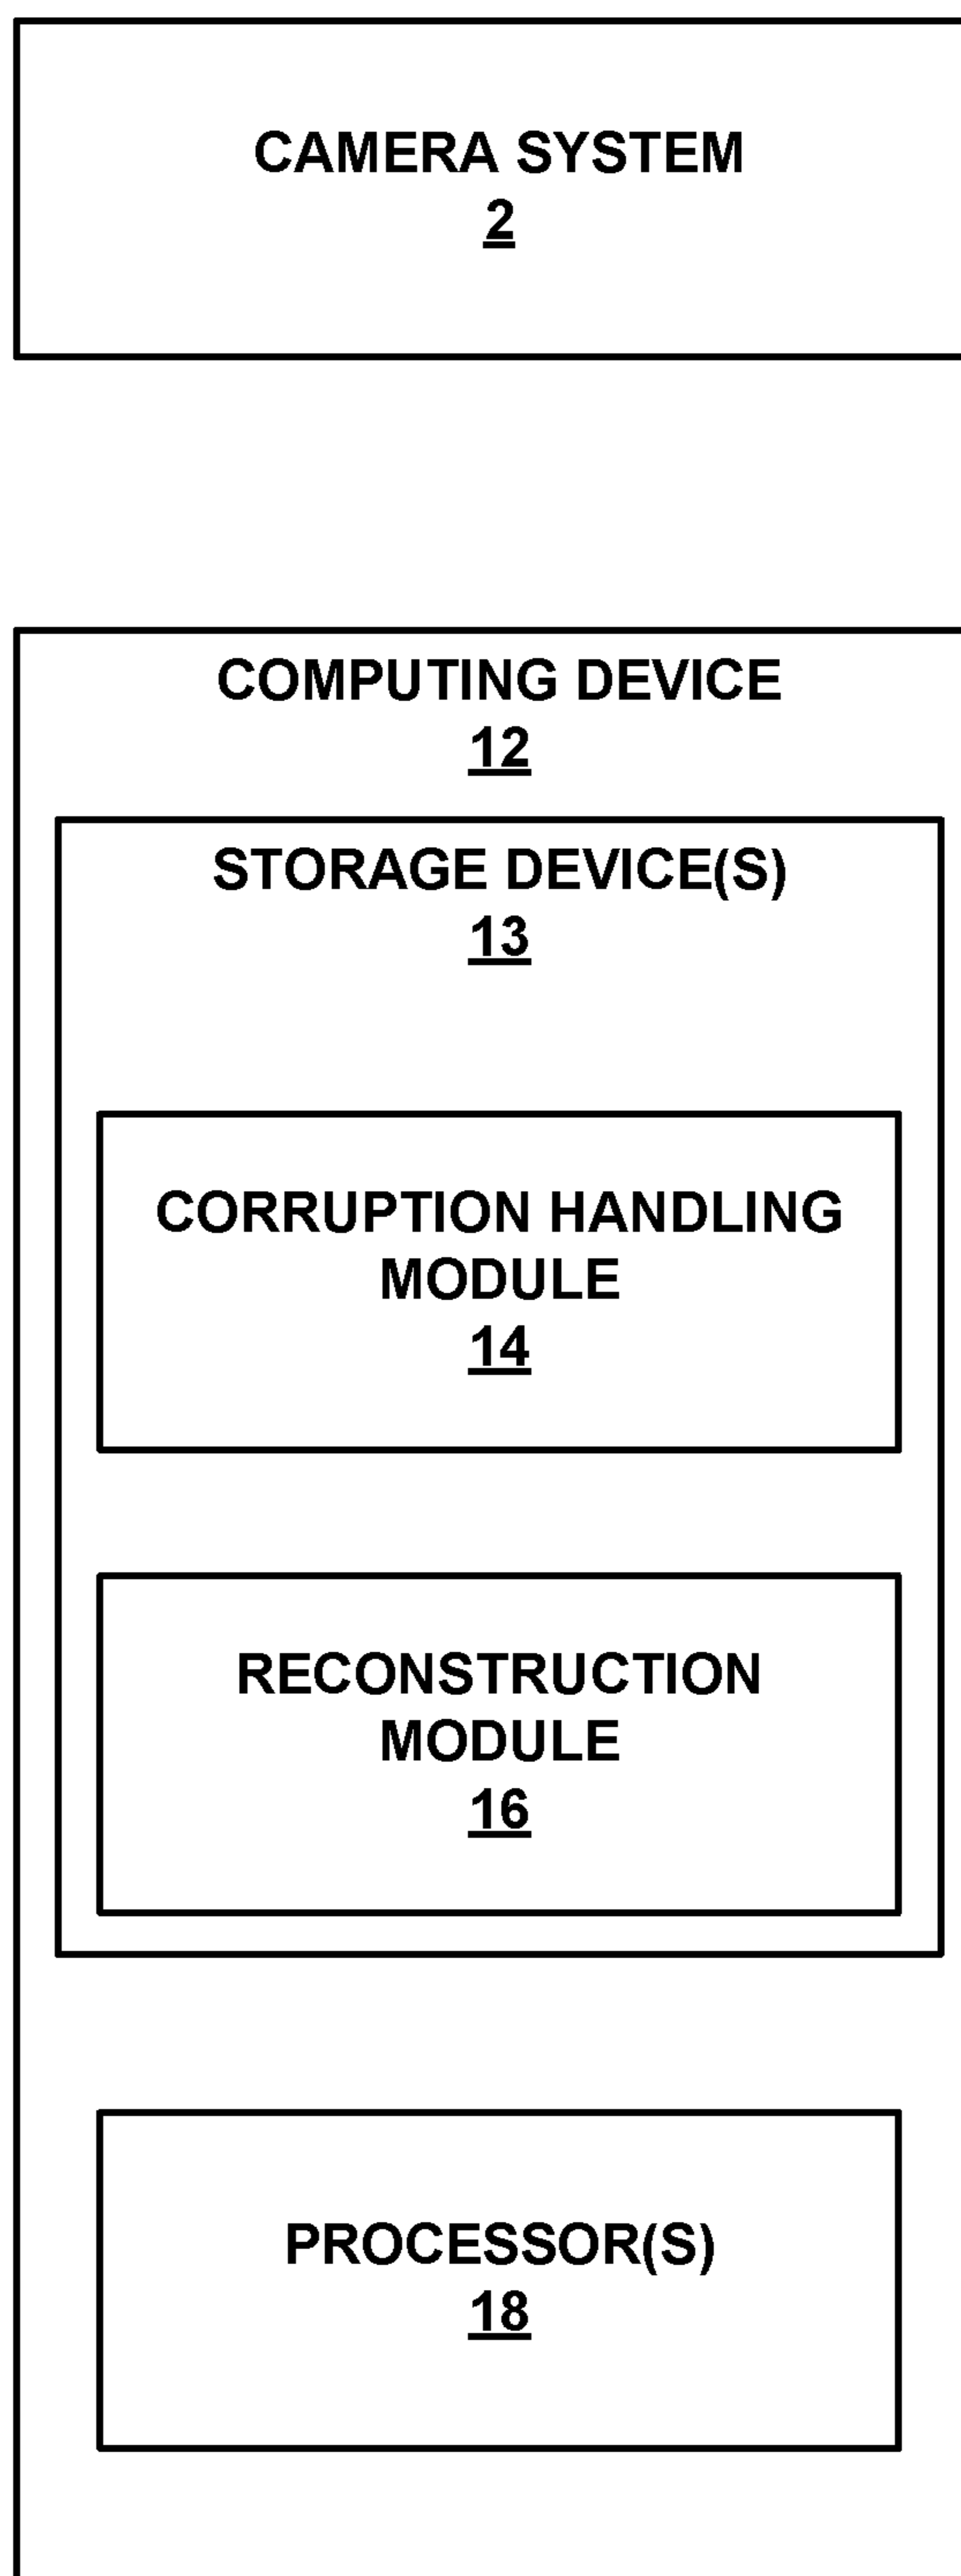 CAMERA SYSTEM
2
COMPUTING DEVICE
12
STORAGE DEVICE(S)
13
CORRUPTION HANDLING
MODULE
14
RECONSTRUCTION
MODULE
16
PROCESSOR(S)
18